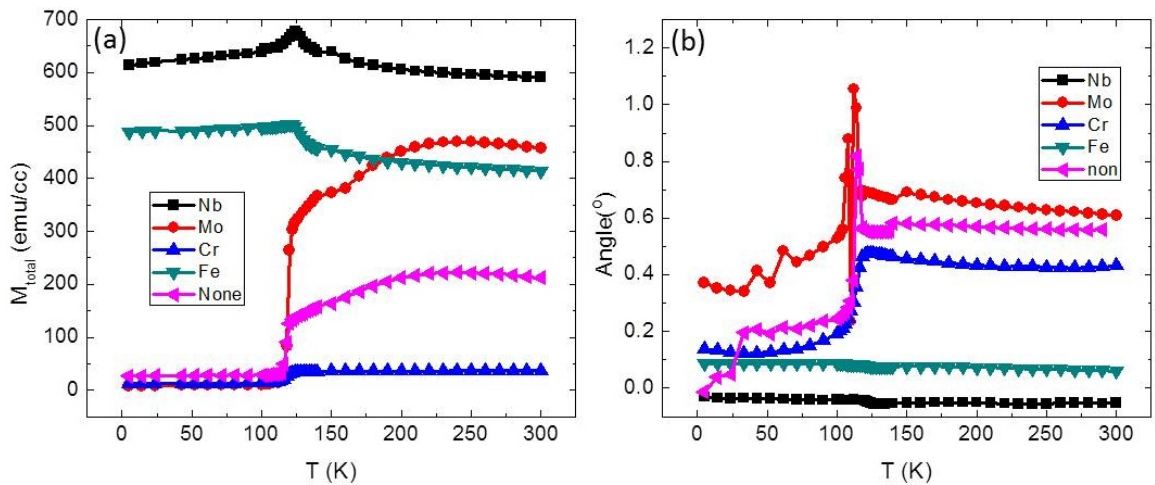 (a)
700
600
500
400
300
200
100
0
M_total (emu/cc)
Nb
Mo
Cr
Fe
None
0 50 100 150 200 250 300
T (K)
(b)
1.2
1.0
0.8
0.6
0.4
0.2
0.0
Angle(°)
Nb
Mo
Cr
Fe
non
0 50 100 150 200 250 300
T (K)